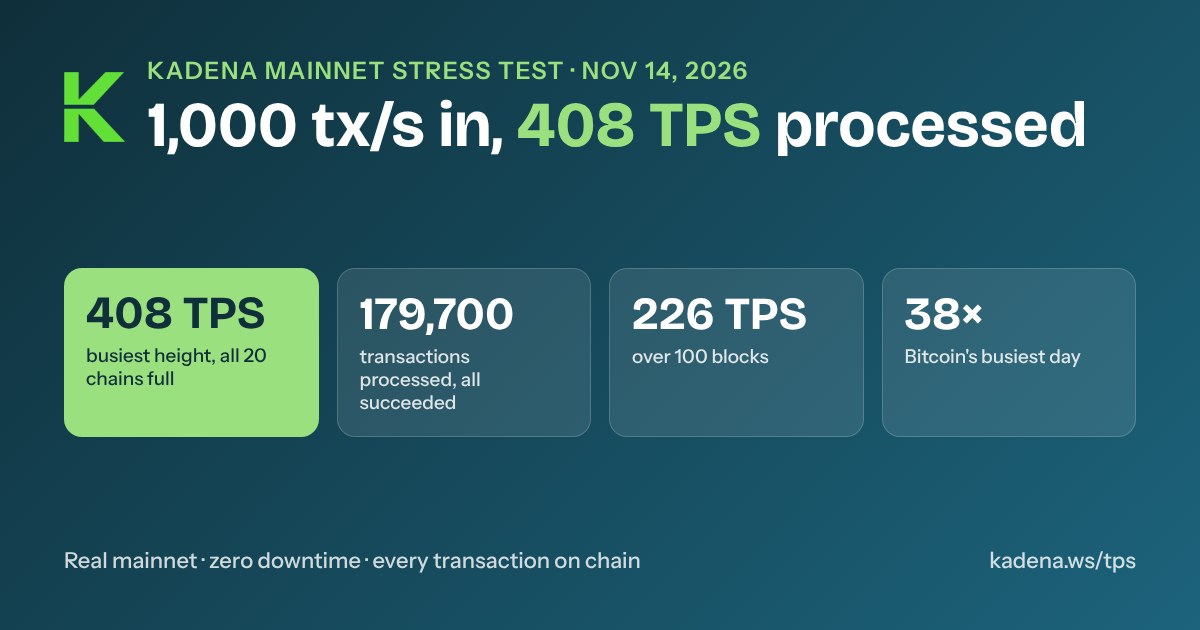 KADENA MAINNET STRESS TEST · NOV 14, 2026
1,000 tx/s in, 408 TPS processed
408 TPS
busiest height, all 20
chains full
179,700
transactions
processed, all
succeeded
226 TPS
over 100 blocks
38×
Bitcoin's busiest day
Real mainnet · zero downtime · every transaction on chain
kadena.ws/tps